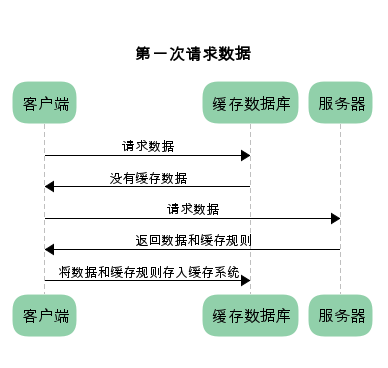 第一次请求数据
客户端
缓存数据库
服务器
请求数据
没有缓存数据
请求数据
返回数据和缓存规则
将数据和缓存规则存入缓存系统
客户端
缓存数据库
服务器